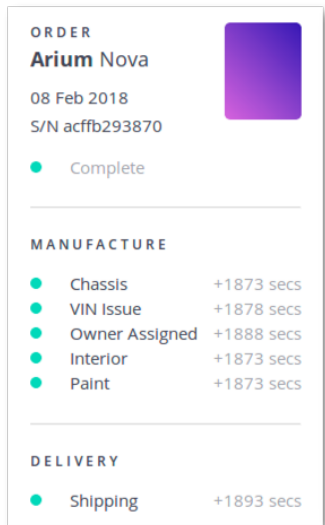 ORDER
Arium Nova
08 Feb 2018
S/N acffb293870
Complete
MANUFACTURE
Chassis +1873 secs
VIN Issue +1878 secs
Owner Assigned +1888 secs
Interior +1873 secs
Paint +1873 secs
DELIVERY
Shipping +1893 secs